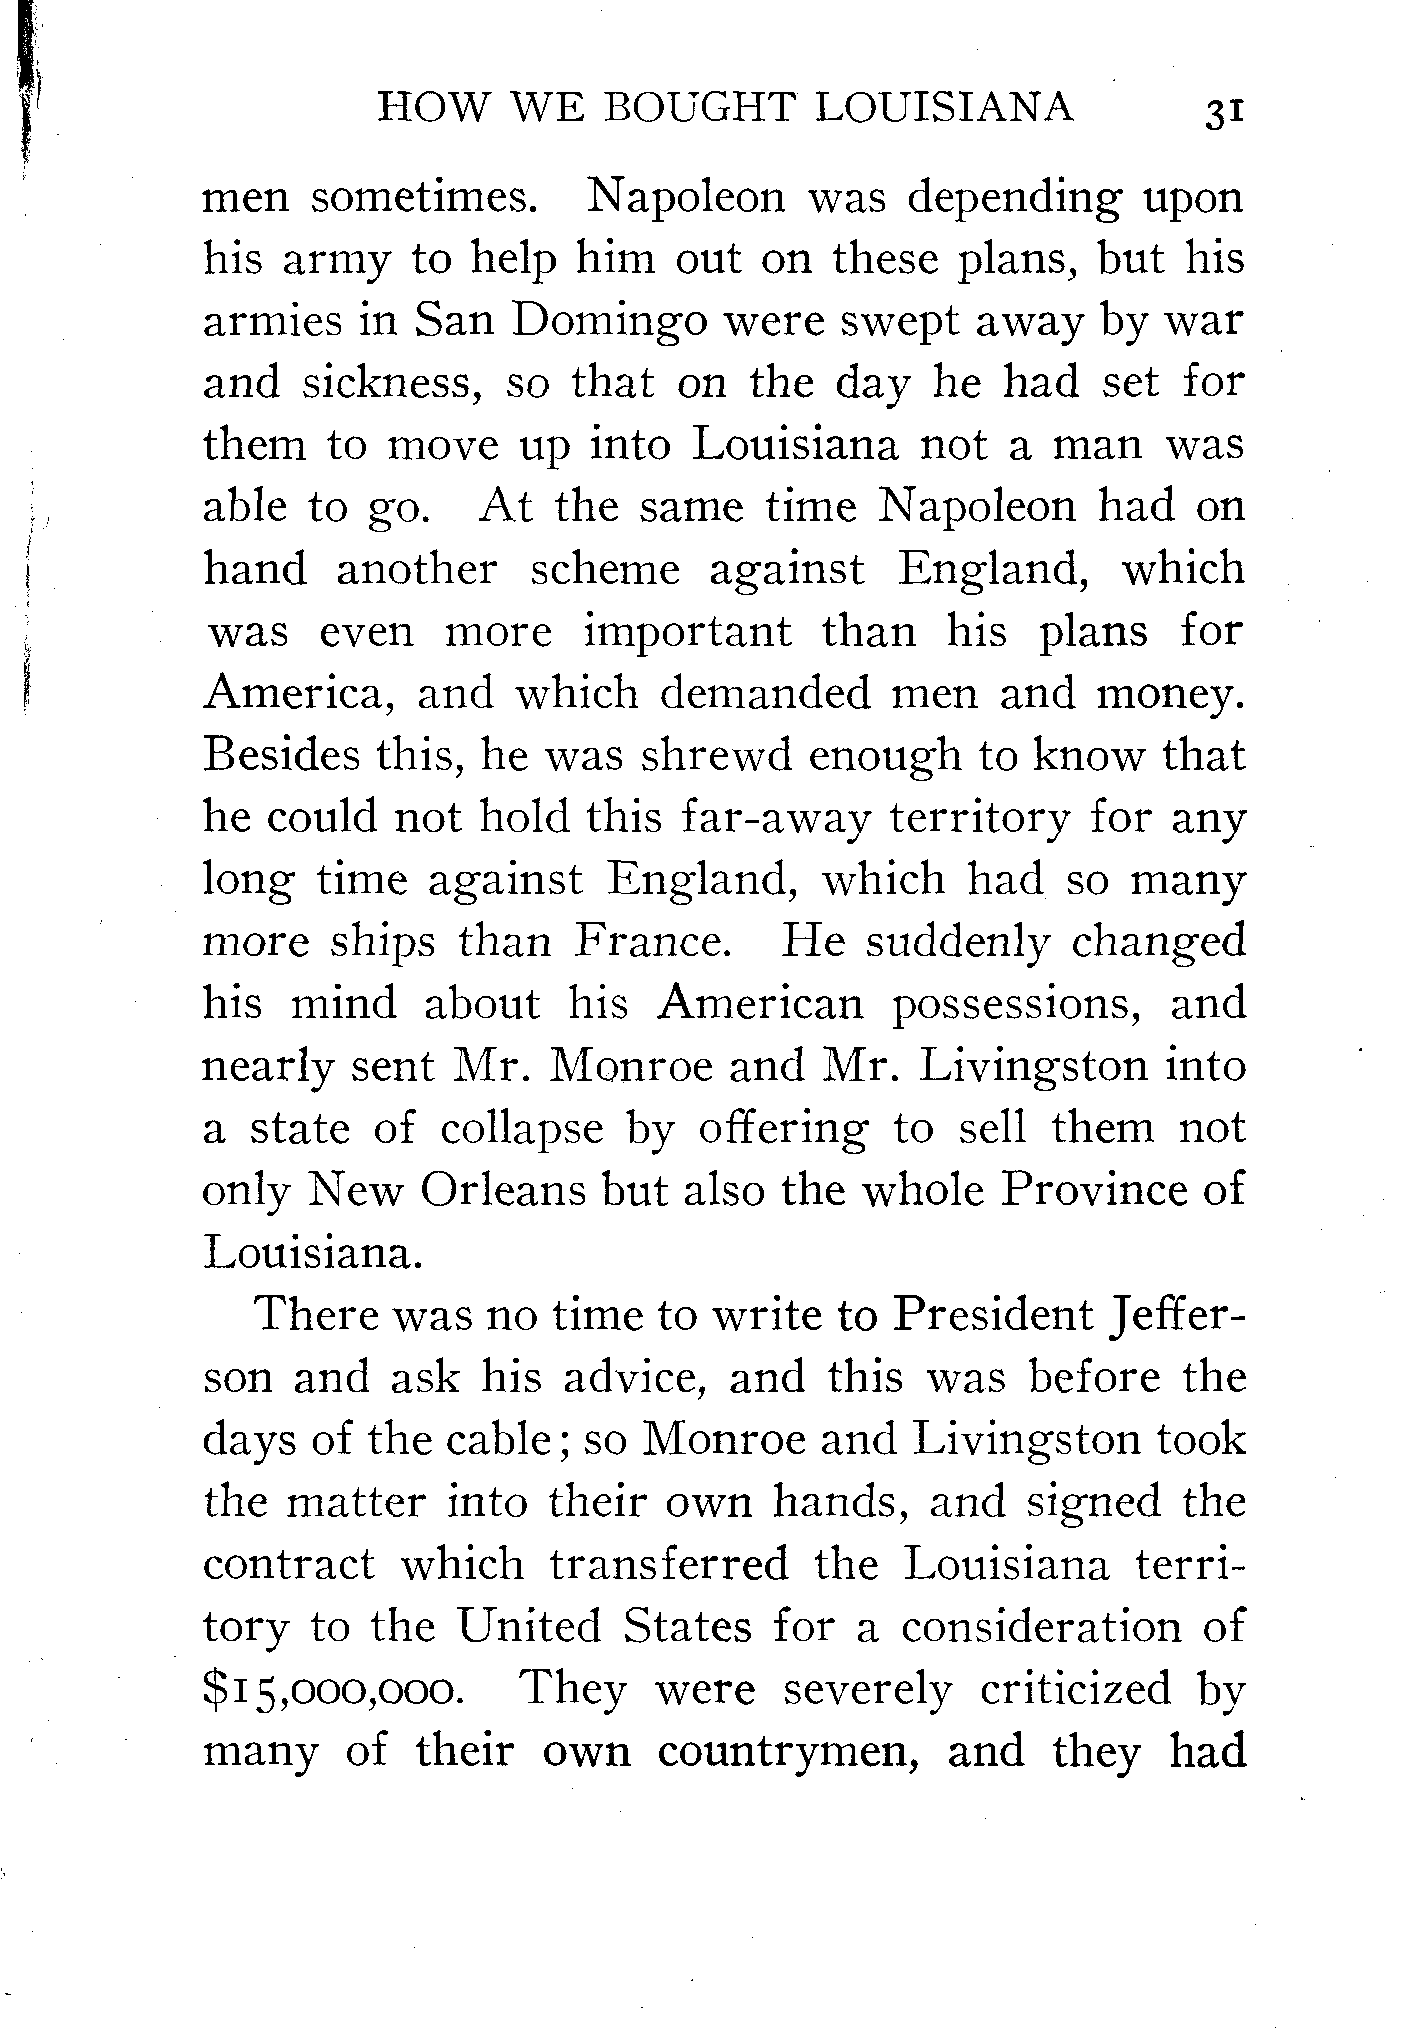 HOW WE BOUGHT LOUISIANA 31
men sometimes. Napoleon was depending upon
his army to help him out on these plans, but his
armies in San Domingo were swept away by war
and sickness, so that on the day he had set for
them to move up into Louisiana not a man was
able to go. At the same time Napoleon had on
hand another scheme against England, which
was even more important than his plans for
America, and which demanded men and money.
Besides this, he was shrewd enough to know that
he could not hold this far-away territory for any
long time against England, which had so many
more ships than France. He suddenly changed
his mind about his American possessions, and
nearly sent Mr. Monroe and Mr. Livingston into
a state of collapse by offering to sell them not
only New Orleans but also the whole Province of
Louisiana.
There was no time to write to President Jeffer-
son and ask his advice, and this was before the
days of the cable; so Monroe and Livingston took
the matter into their own hands, and signed the
contract which transferred the Louisiana terri-
tory to the United States for a consideration of
$15,000,000. They were severely criticized by
many of their own countrymen, and they had